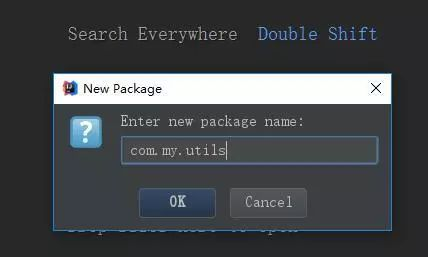 Search Everywhere Double Shift
New Package
Enter new package name:
com.my.utils
OK Cancel